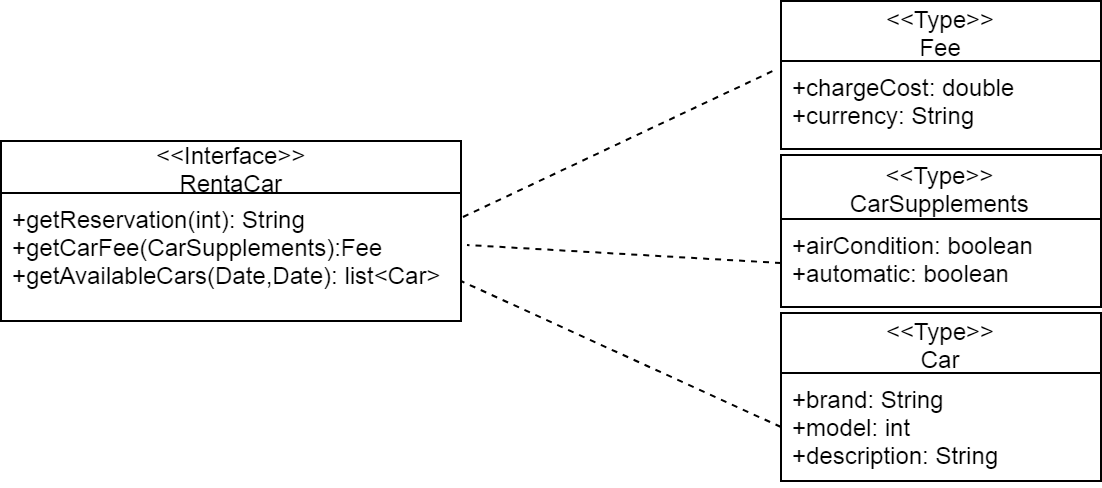 <<Interface>>
RentaCar
+getReservation(int): String
+getCarFee(CarSupplements):Fee
+getAvailableCars(Date,Date): list<Car>
<<Type>>
Fee
+chargeCost: double
+currency: String
<<Type>>
CarSupplements
+airCondition: boolean
+automatic: boolean
<<Type>>
Car
+brand: String
+model: int
+description: String